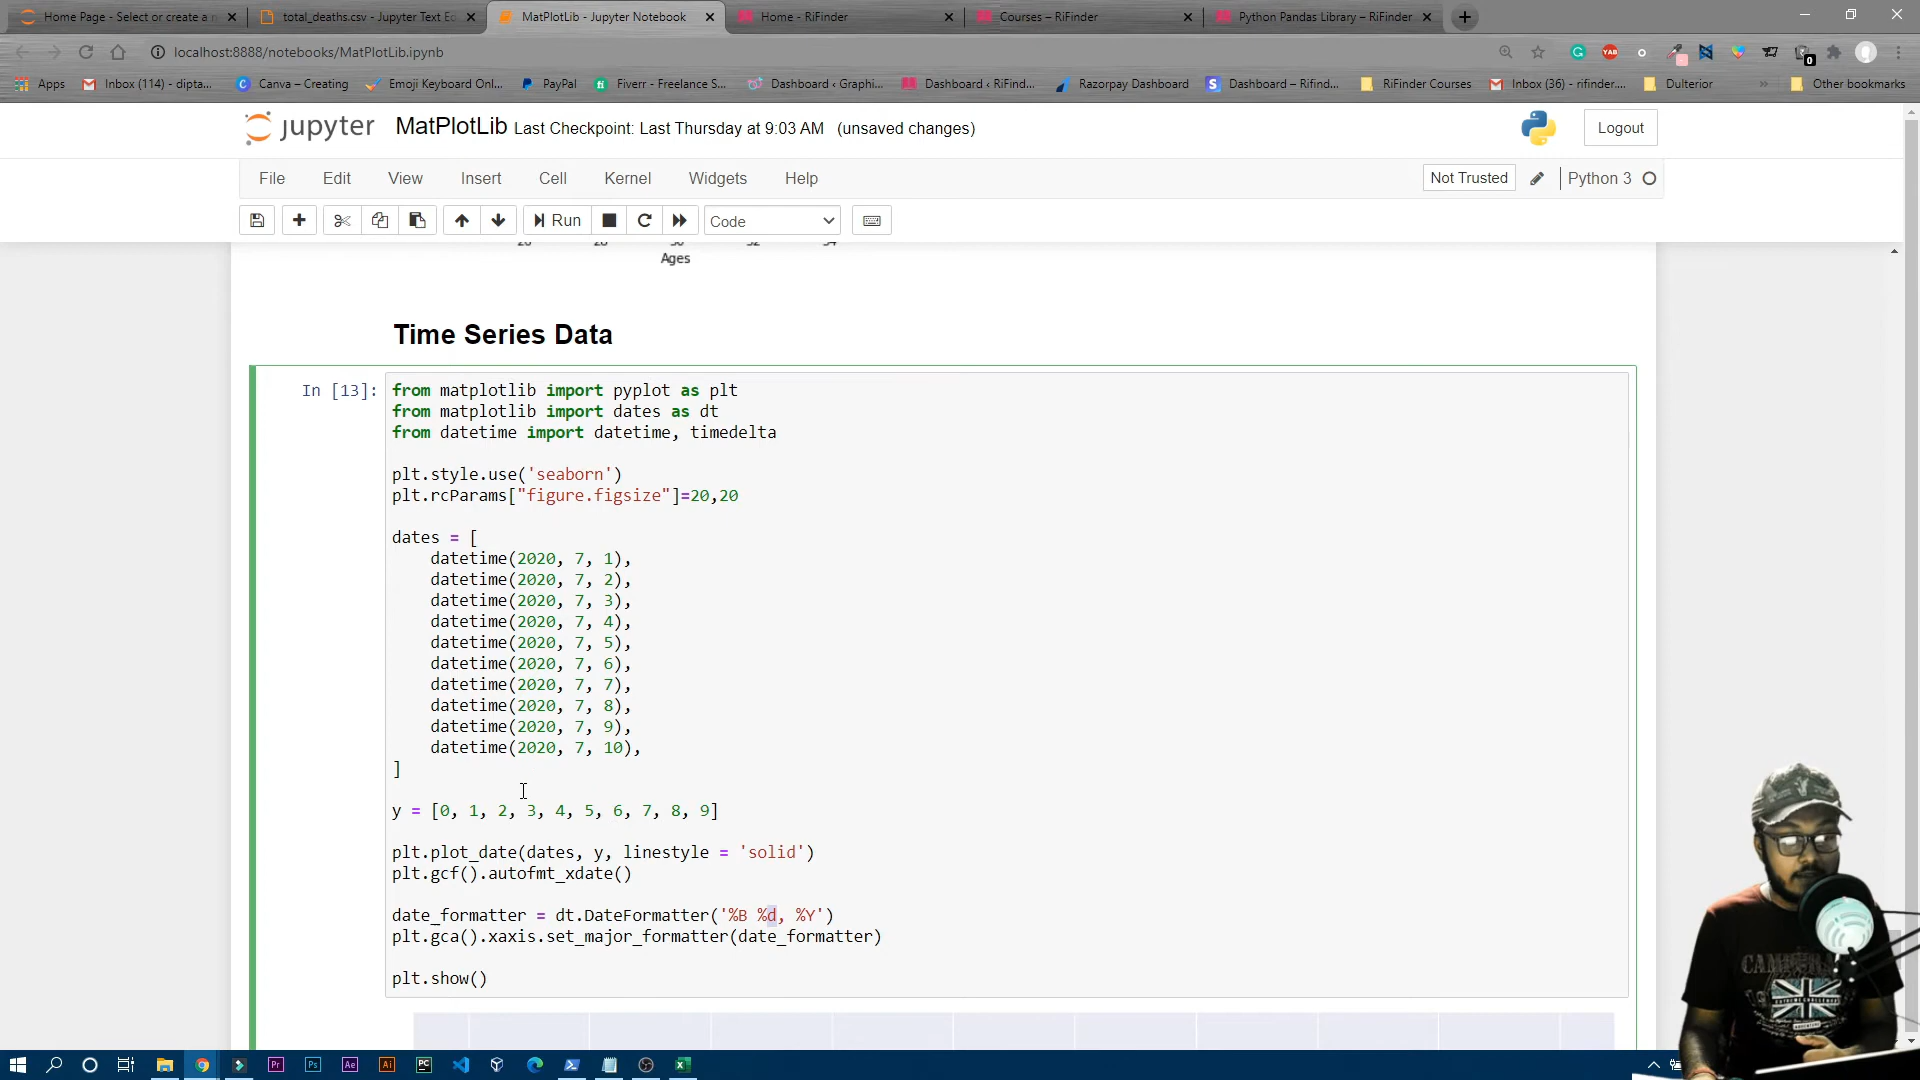 Home Page - Select or create a n
total_deaths.csv - Jupyter Text Ed
MatPlotLib - Jupyter Notebook
Home - RiFinder
Courses – RiFinder
Python Pandas Library – RiFinder
localhost:8888/notebooks/MatPlotLib.ipynb
Apps
Inbox (114) - dipta...
Canva – Creating
Emoji Keyboard Onl...
PayPal
Fiverr - Freelance S...
Dashboard ‹ Graphi...
Dashboard ‹ RiFind...
Razorpay Dashboard
Dashboard – Rifind...
RiFinder Courses
Inbox (36) - rifinder....
Dulterior
Other bookmarks
jupyter MatPlotLib Last Checkpoint: Last Thursday at 9:03 AM (unsaved changes)
Logout
File Edit View Insert Cell Kernel Widgets Help
Not Trusted
Python 3
Run
Code
Ages
Time Series Data
In [13]:
from matplotlib import pyplot as plt
from matplotlib import dates as dt
from datetime import datetime, timedelta
plt.style.use('seaborn')
plt.rcParams["figure.figsize"]=20,20
dates = [
datetime(2020, 7, 1),
datetime(2020, 7, 2),
datetime(2020, 7, 3),
datetime(2020, 7, 4),
datetime(2020, 7, 5),
datetime(2020, 7, 6),
datetime(2020, 7, 7),
datetime(2020, 7, 8),
datetime(2020, 7, 9),
datetime(2020, 7, 10),
]
y = [0, 1, 2, 3, 4, 5, 6, 7, 8, 9]
plt.plot_date(dates, y, linestyle = 'solid')
plt.gcf().autofmt_xdate()
date_formatter = dt.DateFormatter('%B %d, %Y')
plt.gca().xaxis.set_major_formatter(date_formatter)
plt.show()